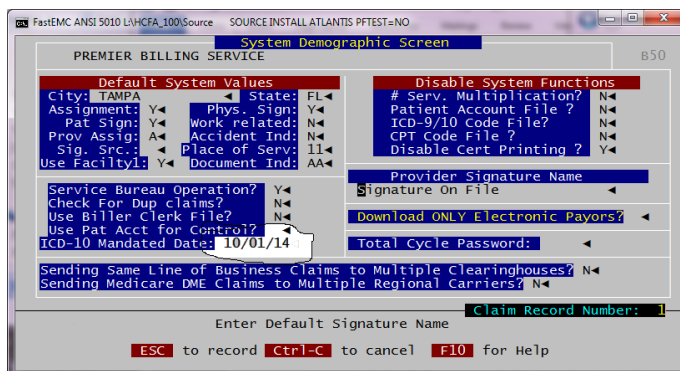 FastEMC ANSI 5010 L:\HCFA_100\Source SOURCE INSTALL ATLANTIS PFTEST=NO
System Demographic Screen
PREMIER BILLING SERVICE B50
Default System Values
City: TAMPA State: FL
Assignment: Y Phys. Sign: Y
Pat Sign: Y Work related: N
Prov Assig: A Accident Ind: N
Sig. Src.: Place of Serv: 11
Use Facilty1: Y Document Ind: AA
Disable System Functions
# Serv. Multiplication? N
Patient Account File ? N
ICD-9/10 Code File? N
CPT Code File ? N
Disable Cert Printing ? Y
Provider Signature Name
Signature On File
Service Bureau Operation? Y
Check For Dup claims? N
Use Biller Clerk File? N
Use Pat Acct for Control?
ICD-10 Mandated Date: 10/01/14
Download ONLY Electronic Payors?
Total Cycle Password:
Sending Same Line of Business Claims to Multiple Clearinghouses? N
Sending Medicare DME Claims to Multiple Regional Carriers? N
Claim Record Number: 1
Enter Default Signature Name
ESC to record Ctrl-C to cancel F10 for Help